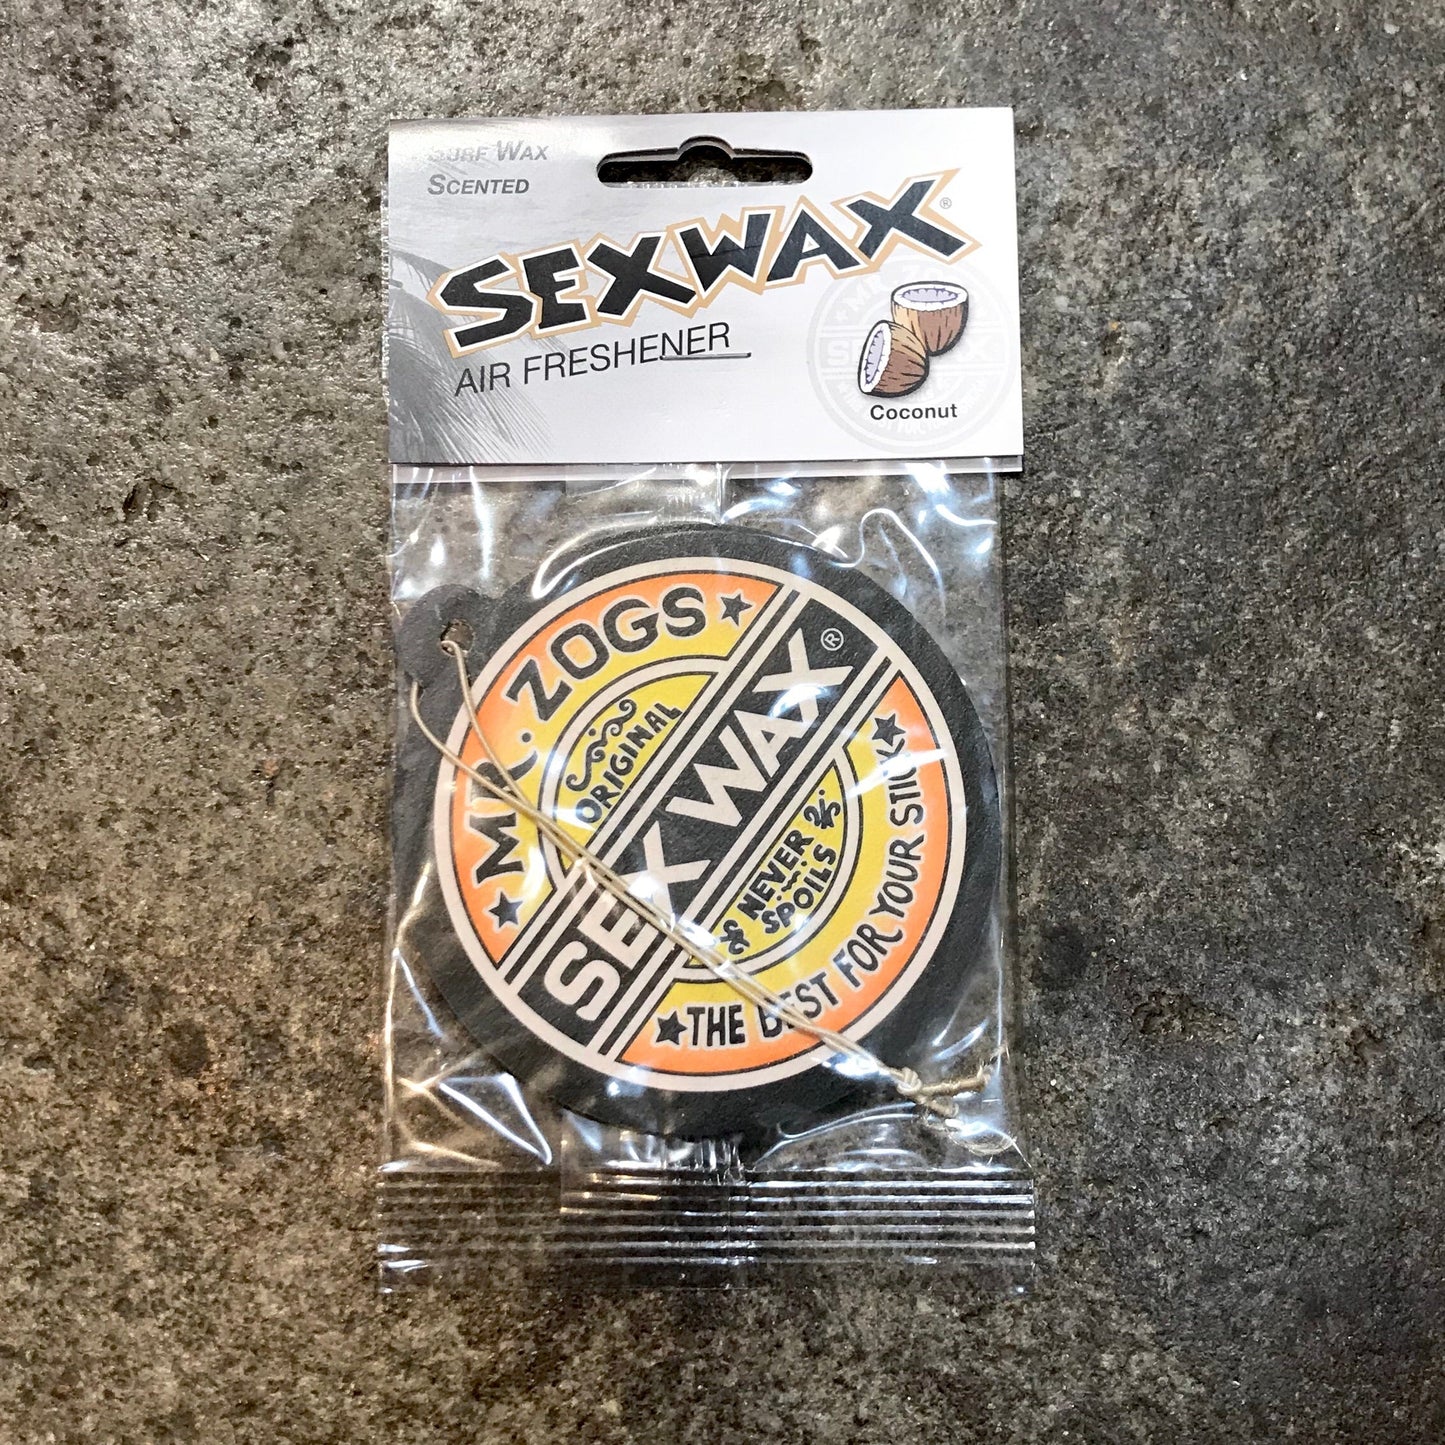 SURF WAX
SCENTED
SEXWAX®
AIR FRESHENER
Coconut
MR. ZOGS
ORIGINAL
SEX WAX®
NEVER
SPOILS
THE BEST FOR YOUR STICK